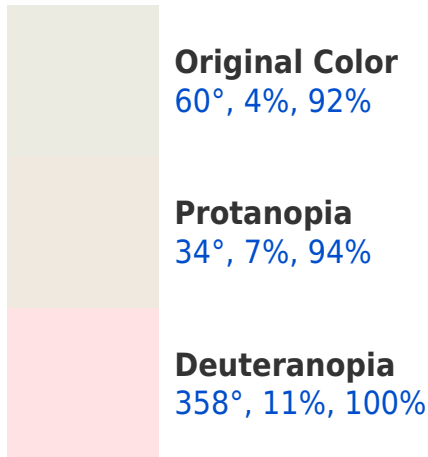 Original Color
60°, 4%, 92%
Protanopia
34°, 7%, 94%
Deuteranopia
358°, 11%, 100%